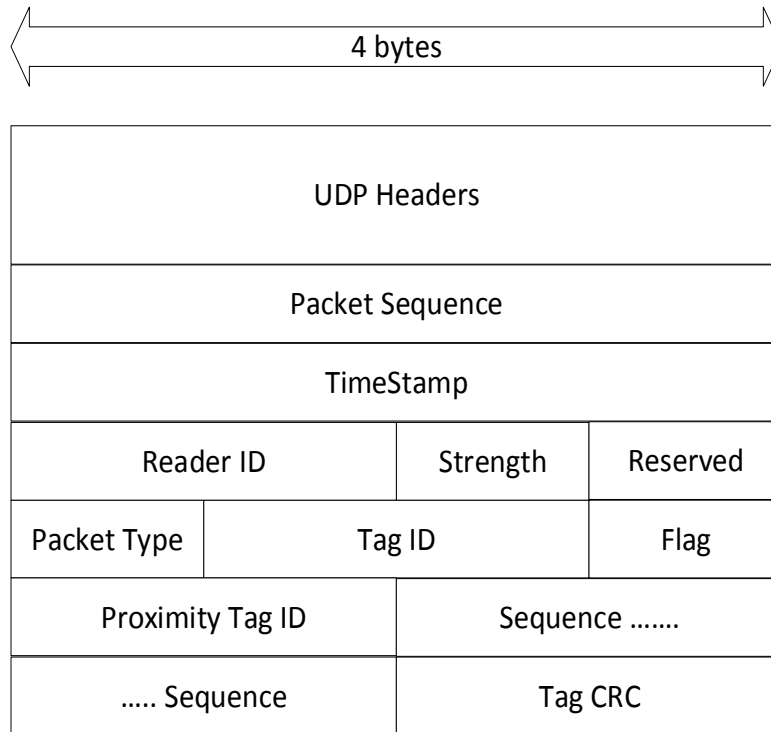 4 bytes
UDP Headers
Packet Sequence
TimeStamp
Reader ID Strength Reserved
Packet Type Tag ID Flag
Proximity Tag ID Sequence .......
..... Sequence Tag CRC